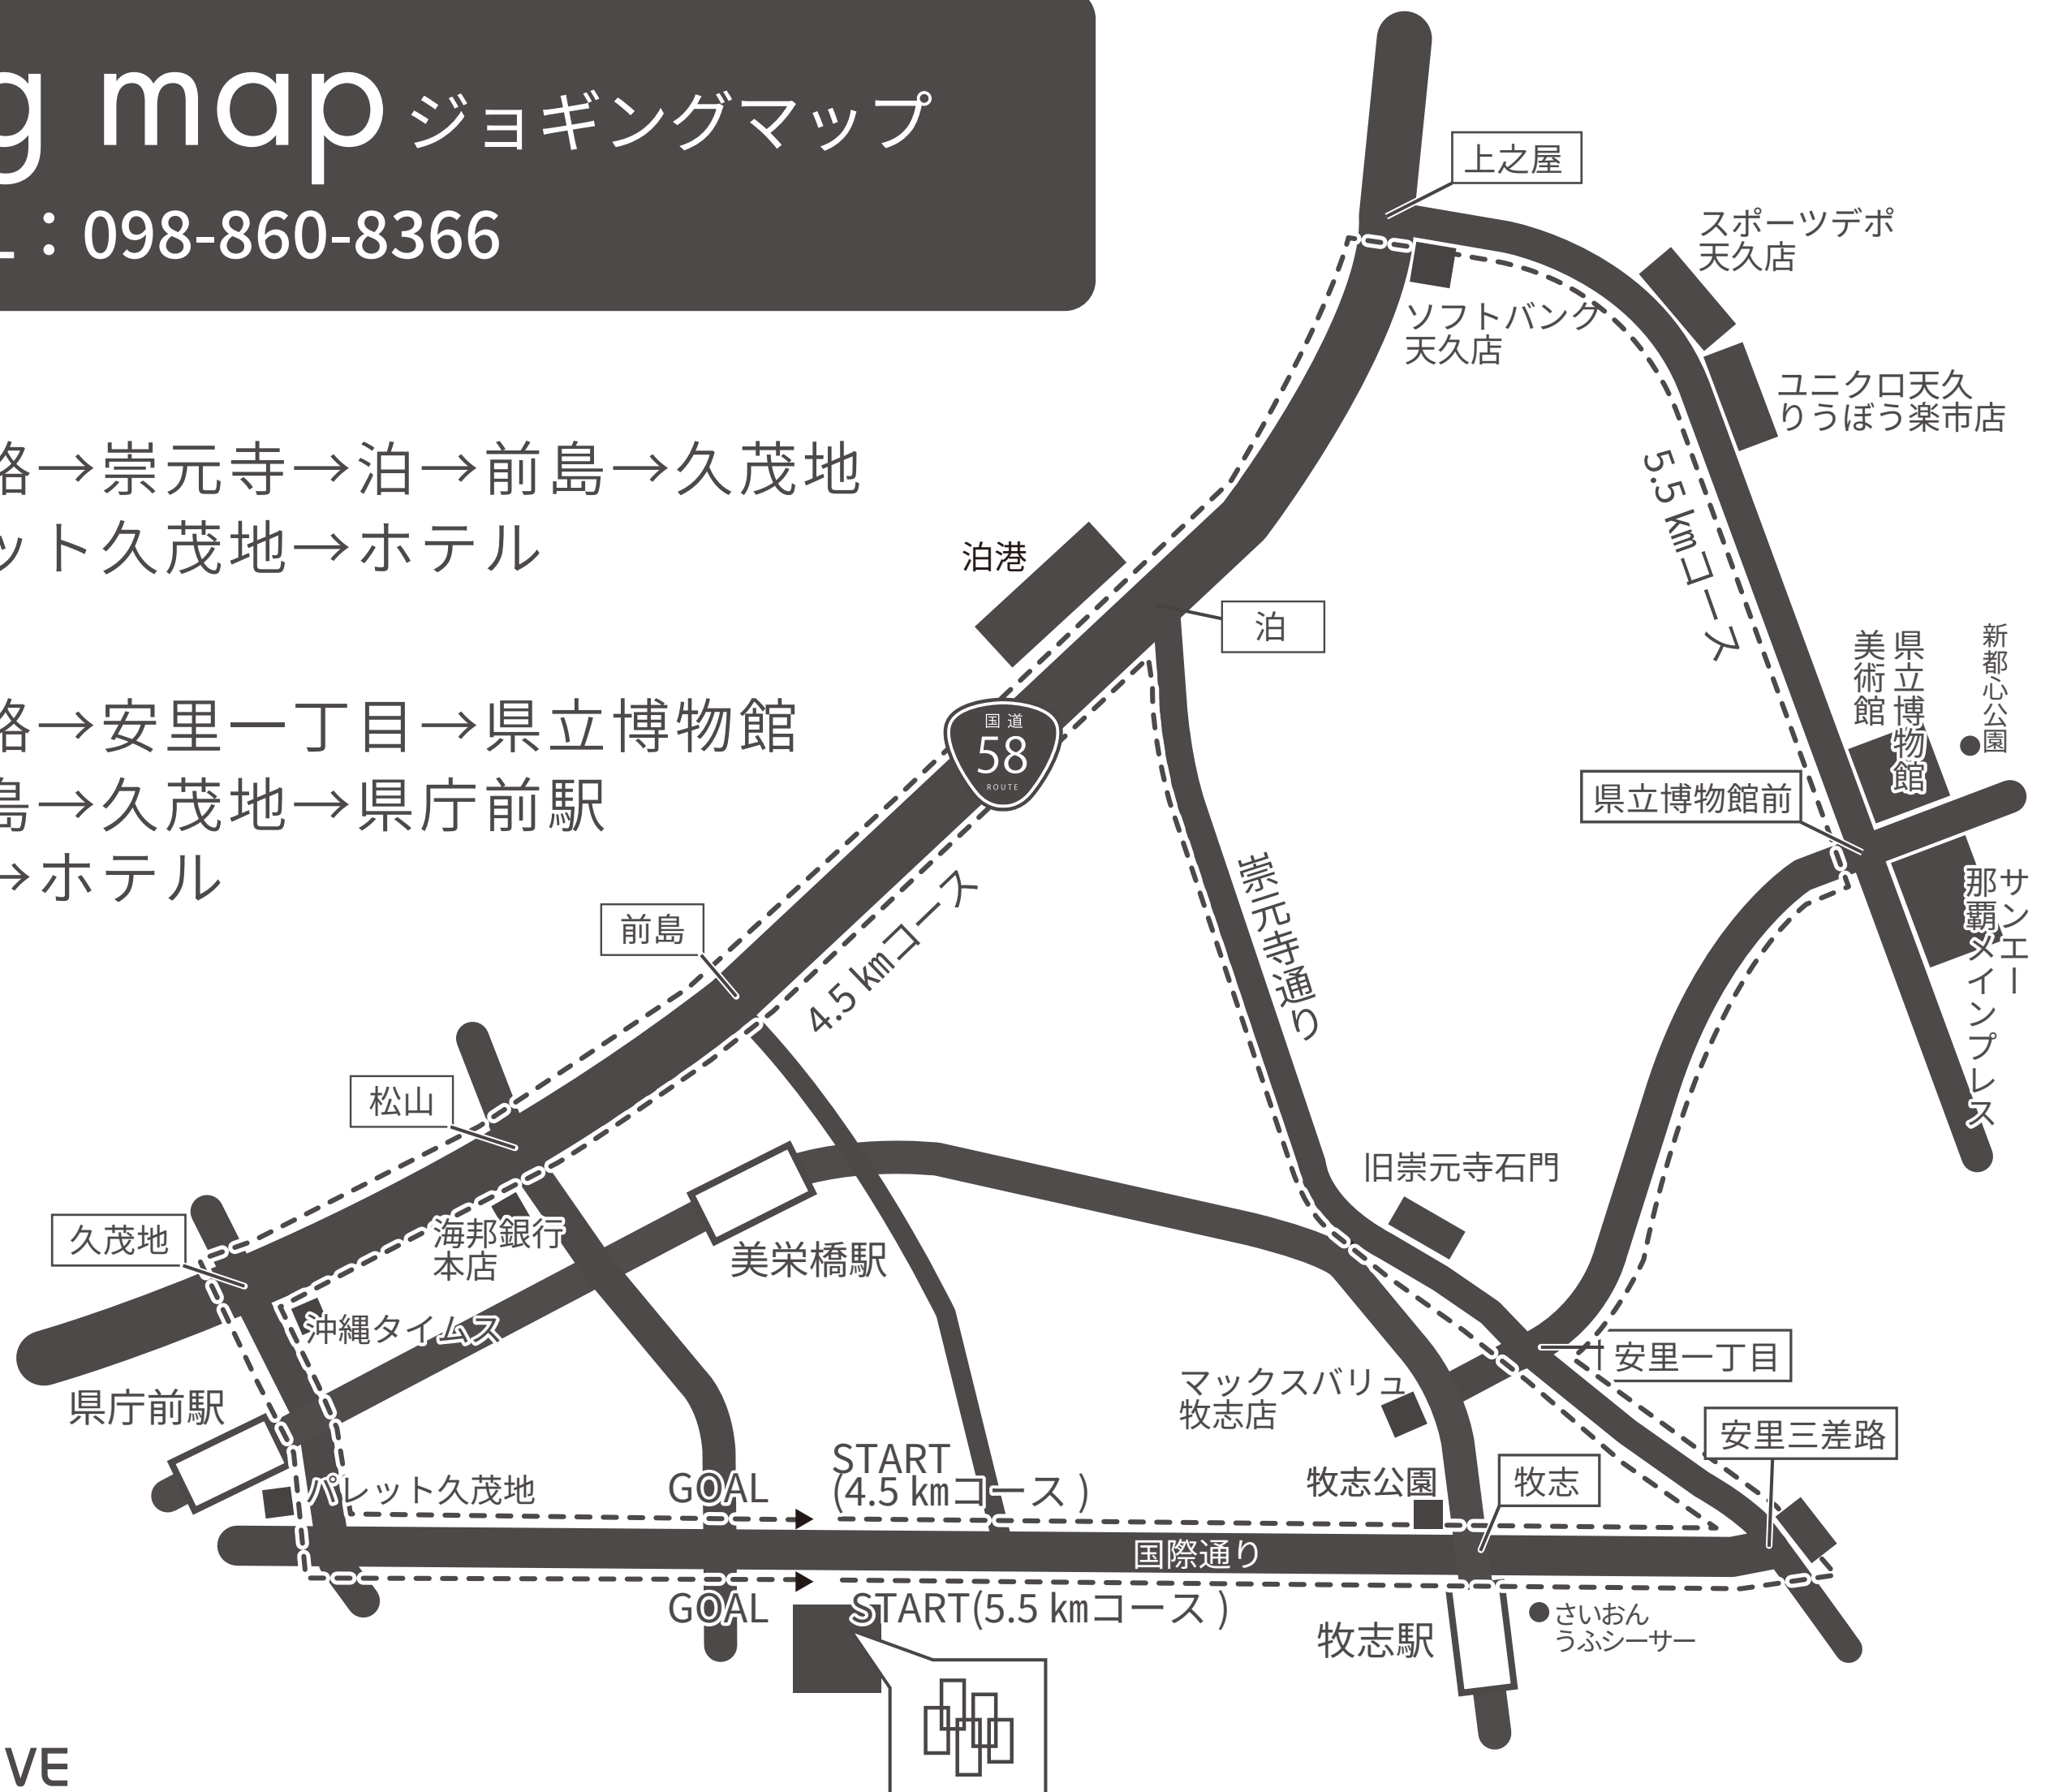 g map ジョギングマップ
L：098-860-8366
路→崇元寺→泊→前島→久茂地
ット久茂地→ホテル
路→安里一丁目→県立博物館
島→久茂地→県庁前駅
→ホテル
上之屋
スポーツデポ
天久店
ソフトバンク
天久店
ユニクロ天久
りうぼう楽市店
5.5 kmコース
泊港
泊
国道
58
ROUTE
県立博物館
美術館
新都心公園
県立博物館前
サンエー
那覇メインプレス
前島
4.5 kmコース
崇元寺通り
松山
旧崇元寺石門
久茂地
海邦銀行
本店
美栄橋駅
沖縄タイムス
県庁前駅
安里一丁目
マックスバリュ
牧志店
安里三差路
パレット久茂地
GOAL
START
(4.5 kmコース )
牧志公園
牧志
国際通り
GOAL
START(5.5 kmコース )
牧志駅
さいおん
うふシーサー
VE